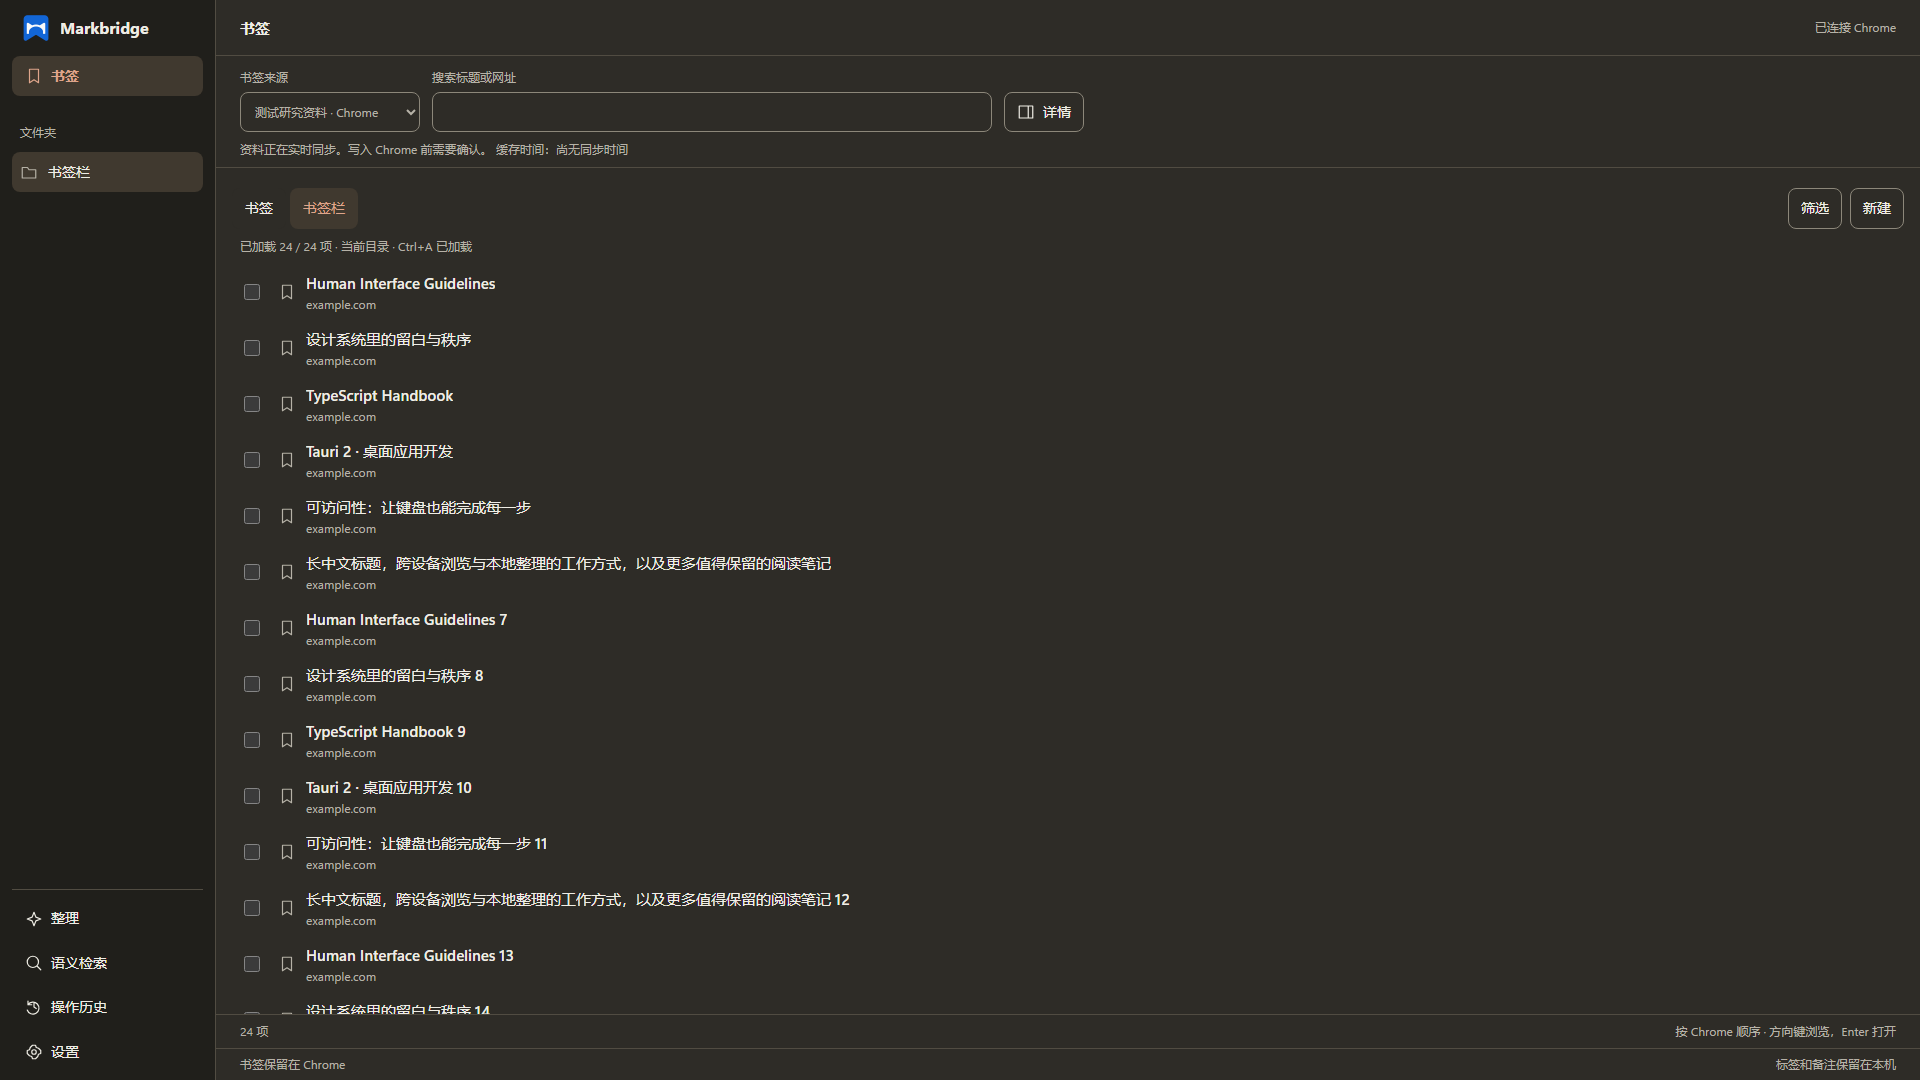 Markbridge
书签
文件夹
书签栏
整理
语义检索
操作历史
设置
书签
已连接 Chrome
书签来源
搜索标题或网址
测试研究资料 · Chrome
详情
资料正在实时同步。写入 Chrome 前需要确认。 缓存时间：尚无同步时间
书签
书签栏
筛选
新建
已加载 24 / 24 项 · 当前目录 · Ctrl+A 已加载
Human Interface Guidelines
example.com
设计系统里的留白与秩序
example.com
TypeScript Handbook
example.com
Tauri 2 · 桌面应用开发
example.com
可访问性：让键盘也能完成每一步
example.com
长中文标题，跨设备浏览与本地整理的工作方式，以及更多值得保留的阅读笔记
example.com
Human Interface Guidelines 7
example.com
设计系统里的留白与秩序 8
example.com
TypeScript Handbook 9
example.com
Tauri 2 · 桌面应用开发 10
example.com
可访问性：让键盘也能完成每一步 11
example.com
长中文标题，跨设备浏览与本地整理的工作方式，以及更多值得保留的阅读笔记 12
example.com
Human Interface Guidelines 13
example.com
设计系统里的留白与秩序 14
24 项
按 Chrome 顺序 · 方向键浏览，Enter 打开
书签保留在 Chrome
标签和备注保留在本机